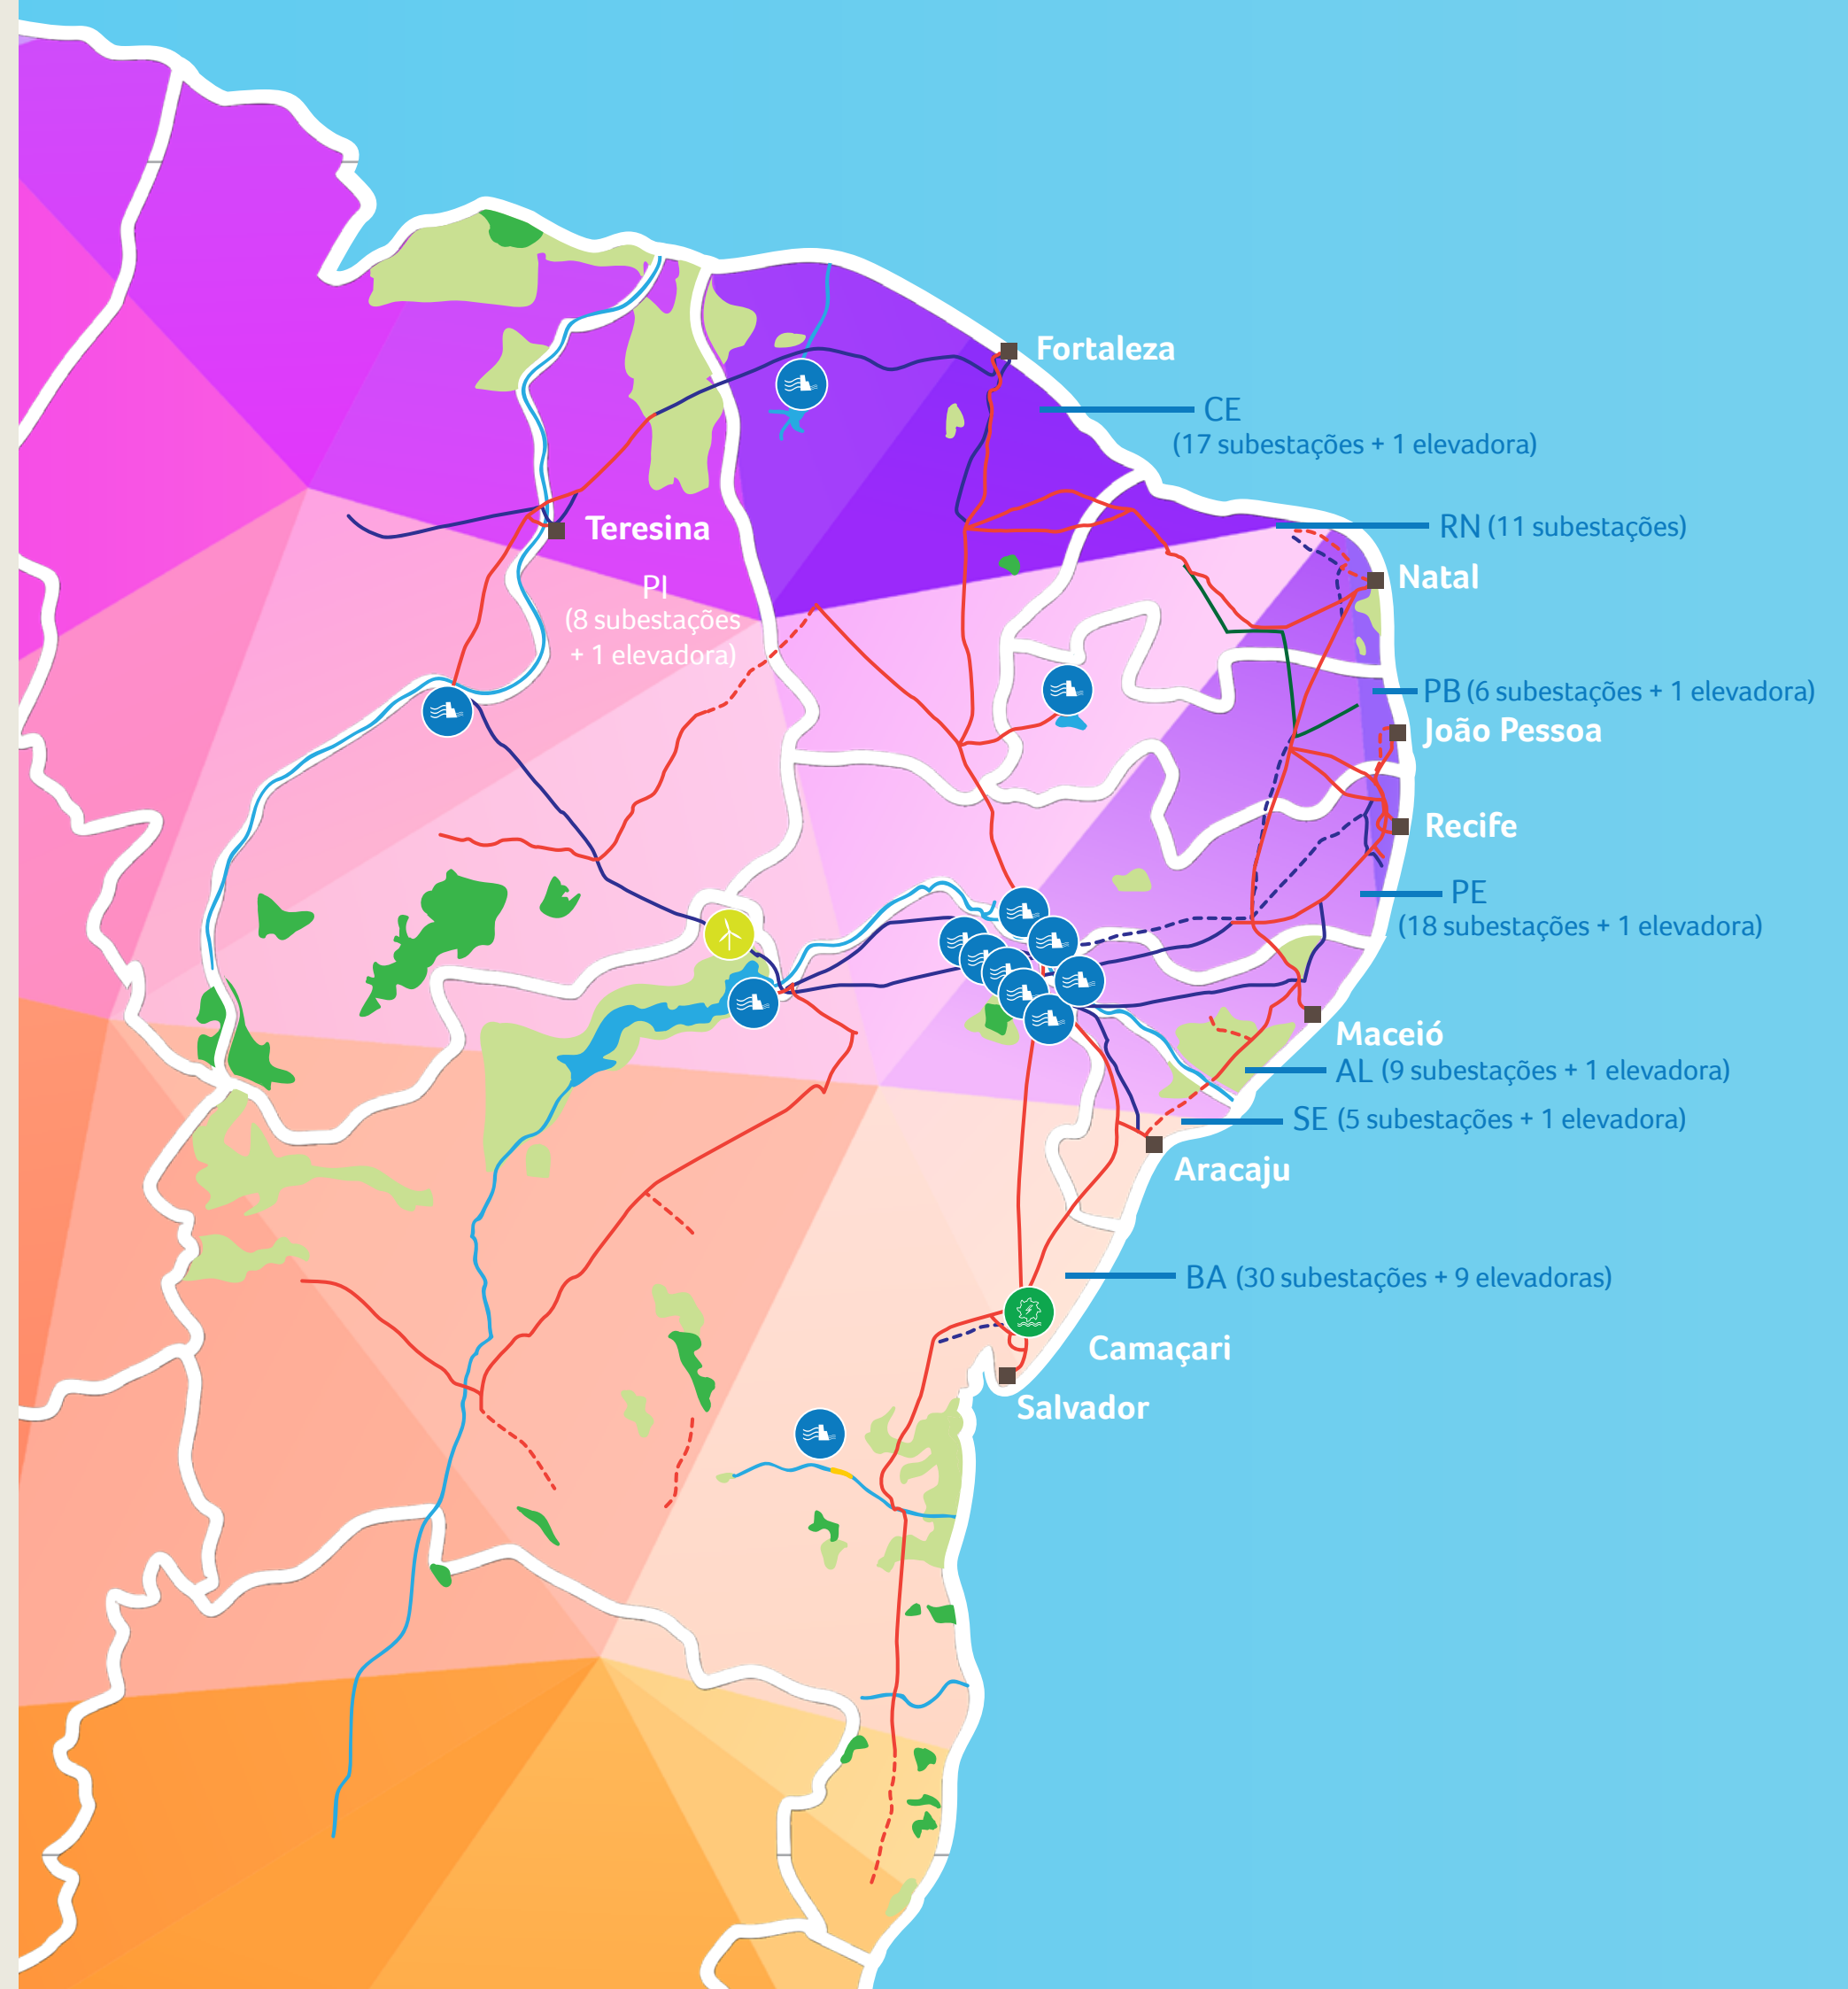 Fortaleza
CE
(17 subestações + 1 elevadora)
RN (11 subestações)
Teresina
Natal
PI
(8 subestações
+ 1 elevadora)
PB (6 subestações + 1 elevadora)
João Pessoa
Recife
PE
(18 subestações + 1 elevadora)
Maceió
AL (9 subestações + 1 elevadora)
SE (5 subestações + 1 elevadora)
Aracaju
BA (30 subestações + 9 elevadoras)
Camaçari
Salvador